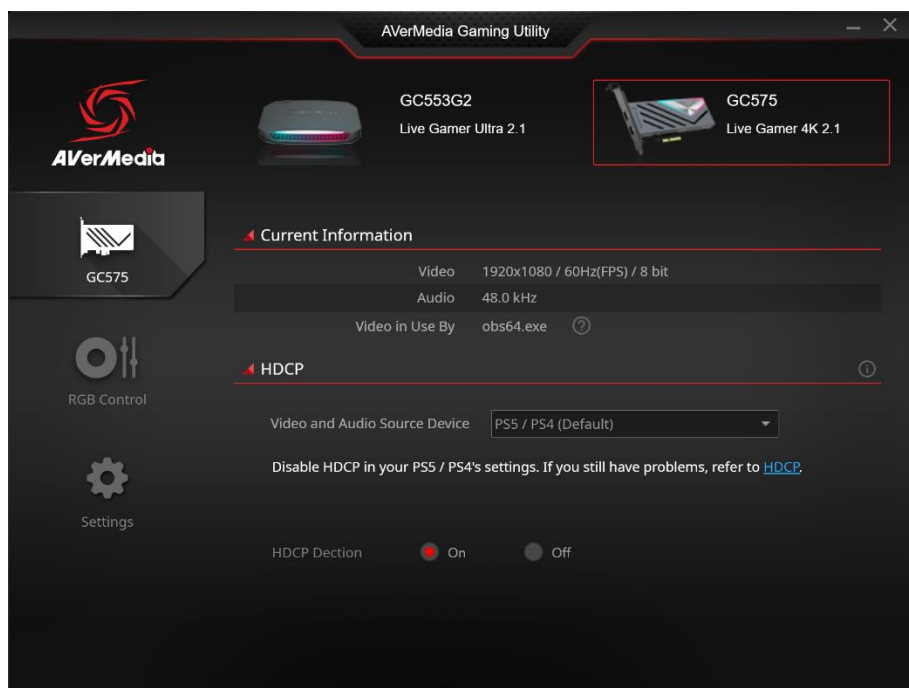 AVerMedia Gaming Utility
AVerMedia
GC553G2
Live Gamer Ultra 2.1
GC575
Live Gamer 4K 2.1
GC575
RGB Control
Settings
Current Information
Video 1920x1080 / 60Hz(FPS) / 8 bit
Audio 48.0 kHz
Video in Use By obs64.exe ?
HDCP
Video and Audio Source Device PS5 / PS4 (Default)
Disable HDCP in your PS5 / PS4's settings. If you still have problems, refer to HDCP.
HDCP Dection On Off